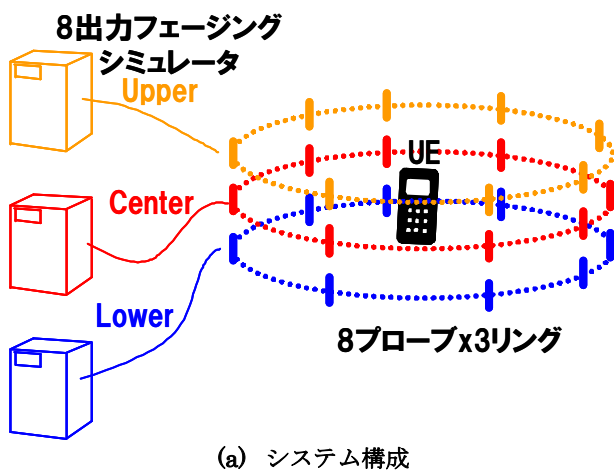 8出力フェージング
シミュレータ
Upper
UE
Center
Lower
8プローブx3リング
(a) システム構成